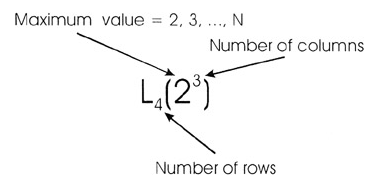 Maximum value = 2, 3, ..., N
Number of columns
L₄(2³)
Number of rows